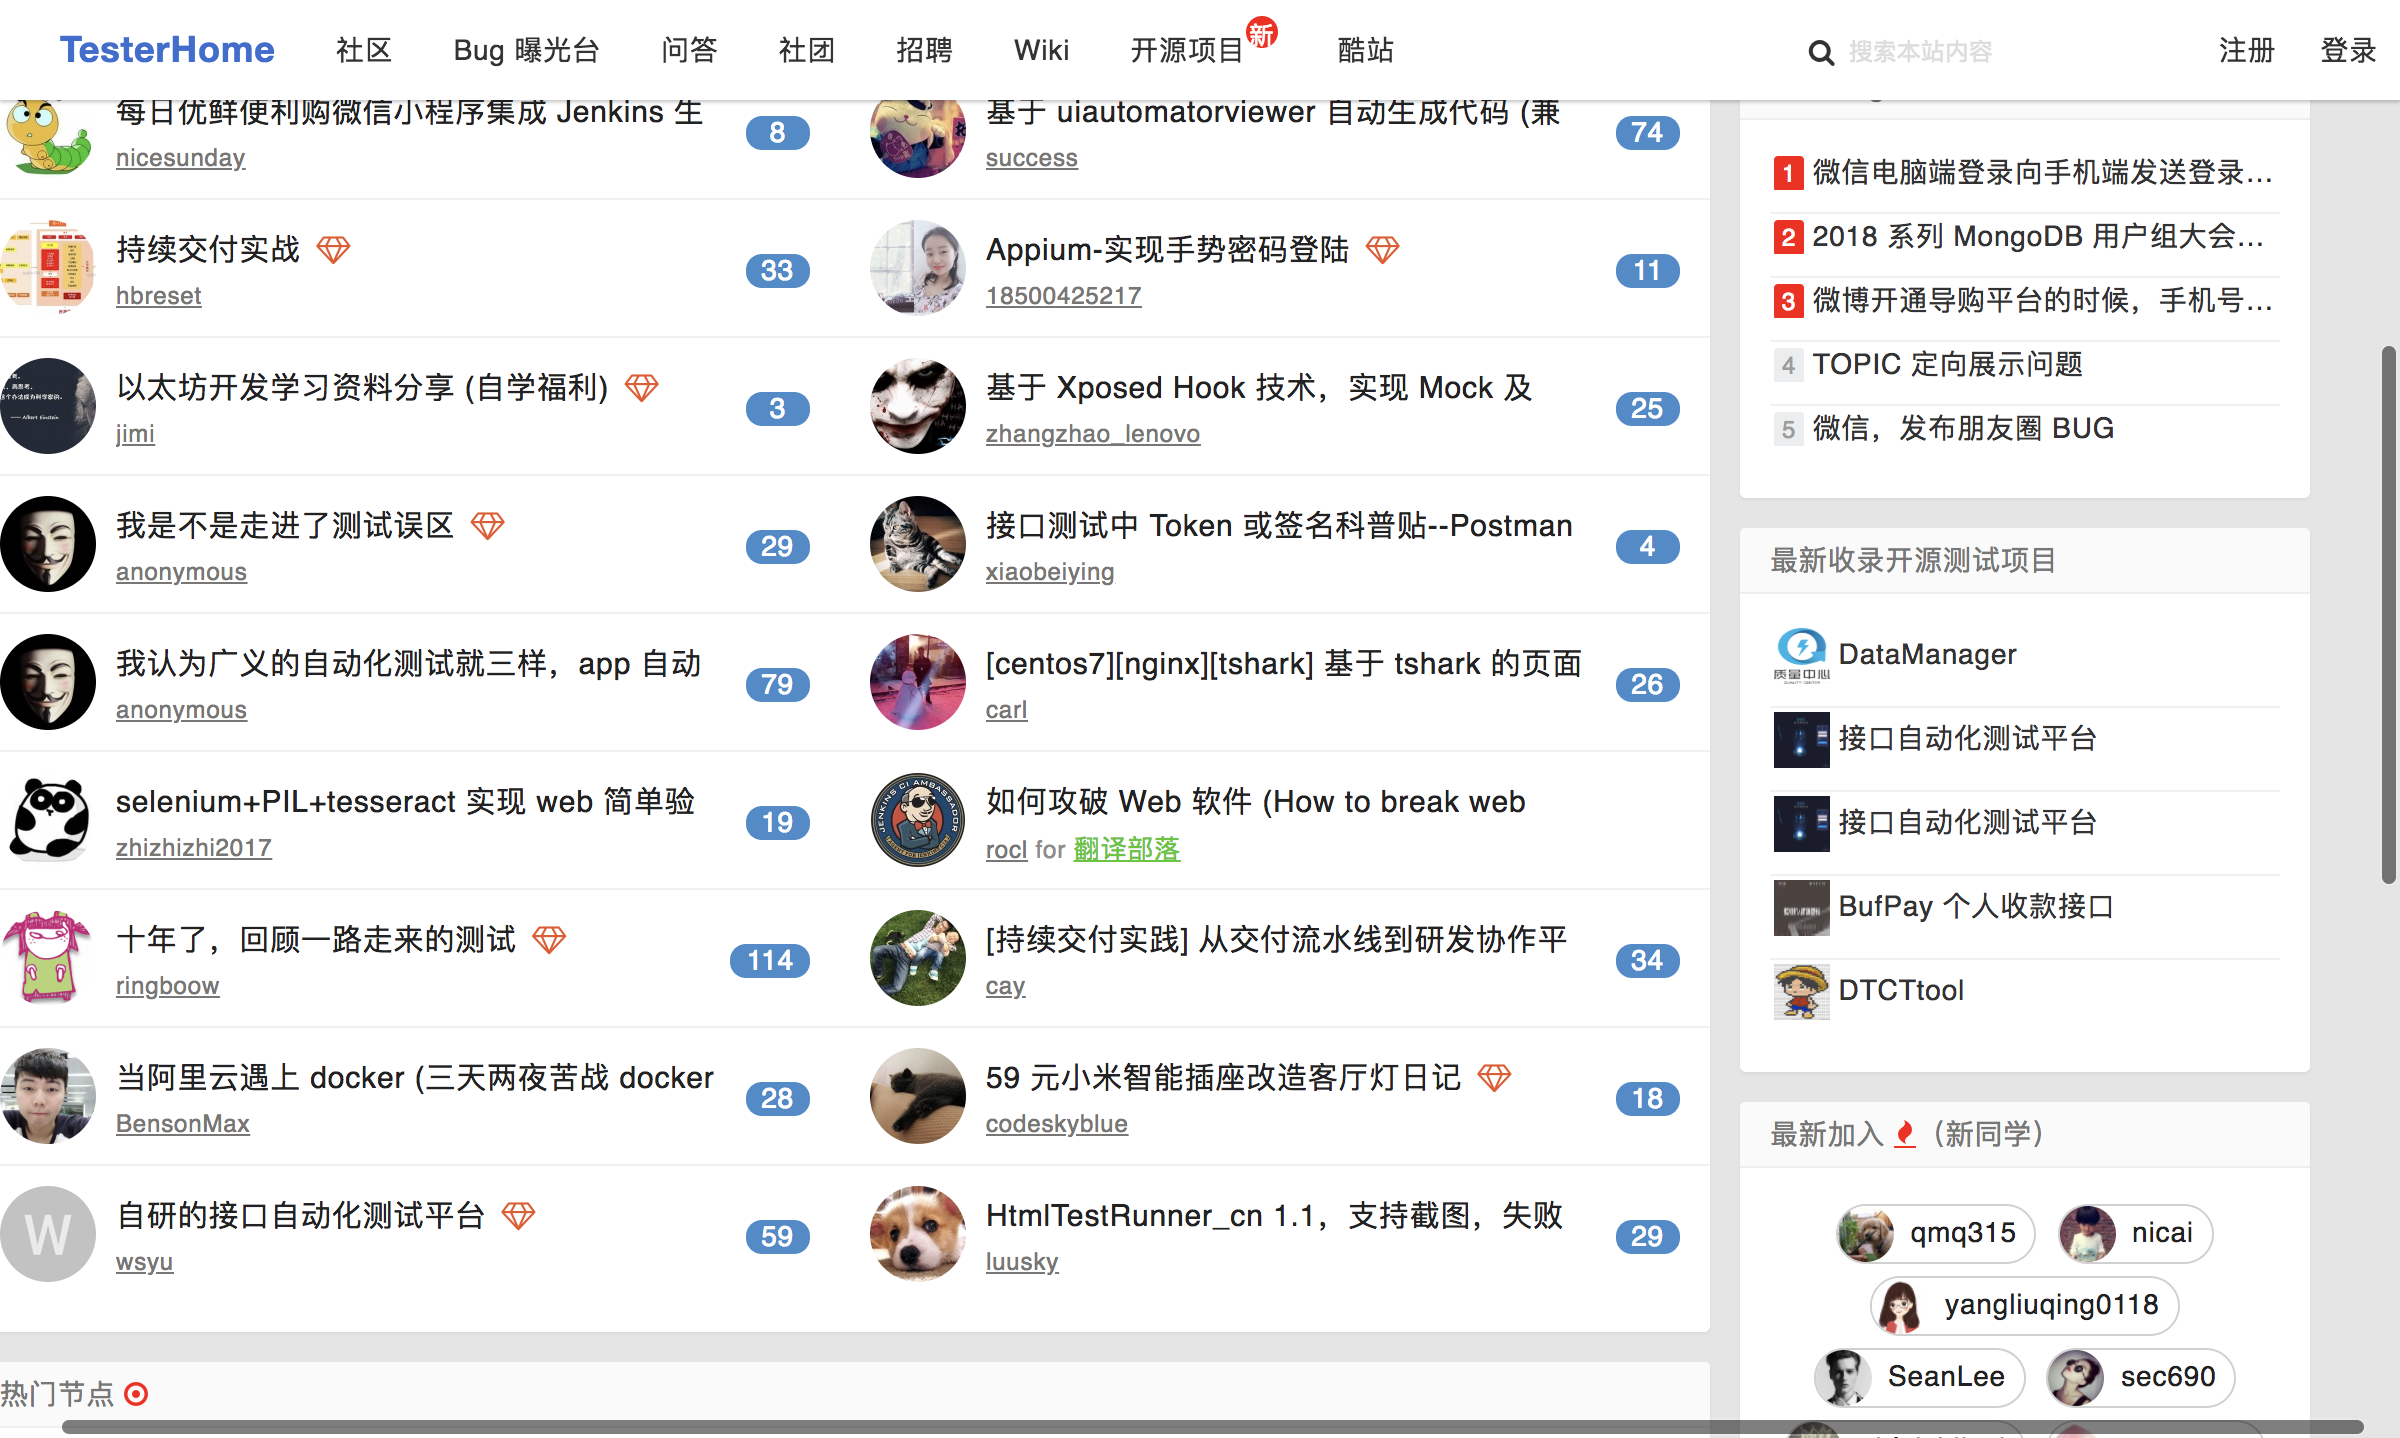 TesterHome 社区 Bug 曝光台 问答 社团 招聘 Wiki 开源项目 新 酷站 搜索本站内容 注册 登录
每日优鲜便利购微信小程序集成 Jenkins 生
nicesunday
8
基于 uiautomatorviewer 自动生成代码 (兼
success
74
持续交付实战
hbreset
33
Appium-实现手势密码登陆
18500425217
11
以太坊开发学习资料分享 (自学福利)
jimi
3
基于 Xposed Hook 技术，实现 Mock 及
zhangzhao_lenovo
25
我是不是走进了测试误区
anonymous
29
接口测试中 Token 或签名科普贴--Postman
xiaobeiying
4
我认为广义的自动化测试就三样，app 自动
anonymous
79
[centos7][nginx][tshark] 基于 tshark 的页面
carl
26
selenium+PIL+tesseract 实现 web 简单验
zhizhizhi2017
19
如何攻破 Web 软件 (How to break web
rocl for 翻译部落
十年了，回顾一路走来的测试
ringboow
114
[持续交付实践] 从交付流水线到研发协作平
cay
34
当阿里云遇上 docker (三天两夜苦战 docker
BensonMax
28
59 元小米智能插座改造客厅灯日记
codeskyblue
18
W
自研的接口自动化测试平台
wsyu
59
HtmlTestRunner_cn 1.1，支持截图，失败
luusky
29
热门节点
1 微信电脑端登录向手机端发送登录...
2 2018 系列 MongoDB 用户组大会...
3 微博开通导购平台的时候，手机号...
4 TOPIC 定向展示问题
5 微信，发布朋友圈 BUG
最新收录开源测试项目
质量中心
DataManager
接口自动化测试平台
接口自动化测试平台
BufPay 个人收款接口
DTCTtool
最新加入 （新同学）
qmq315 nicai
yangliuqing0118
SeanLee sec690